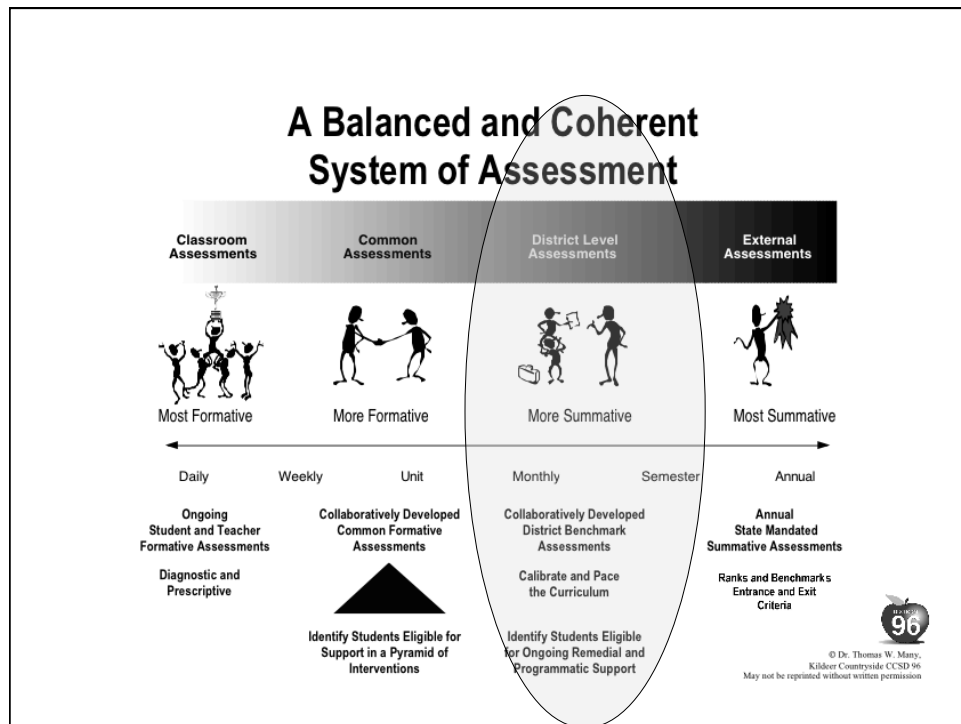 A Balanced and Coherent
System of Assessment
Classroom
Assessments
Common
Assessments
District Level
Assessments
External
Assessments
Most Formative
More Formative
More Summative
Most Summative
Daily
Weekly
Unit
Monthly
Semester
Annual
Ongoing
Student and Teacher
Formative Assessments
Diagnostic and
Prescriptive
Collaboratively Developed
Common Formative
Assessments
Identify Students Eligible for
Support in a Pyramid of
Interventions
Collaboratively Developed
District Benchmark
Assessments
Calibrate and Pace
the Curriculum
Identify Students Eligible
for Ongoing Remedial and
Programmatic Support
Annual
State Mandated
Summative Assessments
Ranks and Benchmarks
Entrance and Exit
Criteria
96
© Dr. Thomas W. Many,
Kildeer Countryside CCSD 96
May not be reprinted without written permission